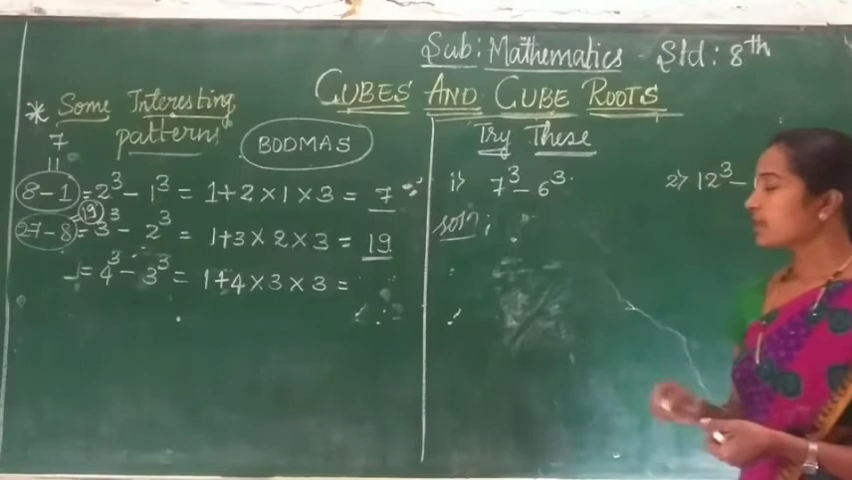 Sub: Mathematics - Std: 8th
CUBES AND CUBE ROOTS
* Some Interesting patterns
BODMAS
7
=
8-1 = 2³ - 1³ = 1+2×1×3 = 7
27-8 = 19 = 3³ - 2³ = 1+3×2×3 = 19
= 4³ - 3³ = 1+4×3×3 =
Try These
1) 7³ - 6³
2) 12³ -
soln: